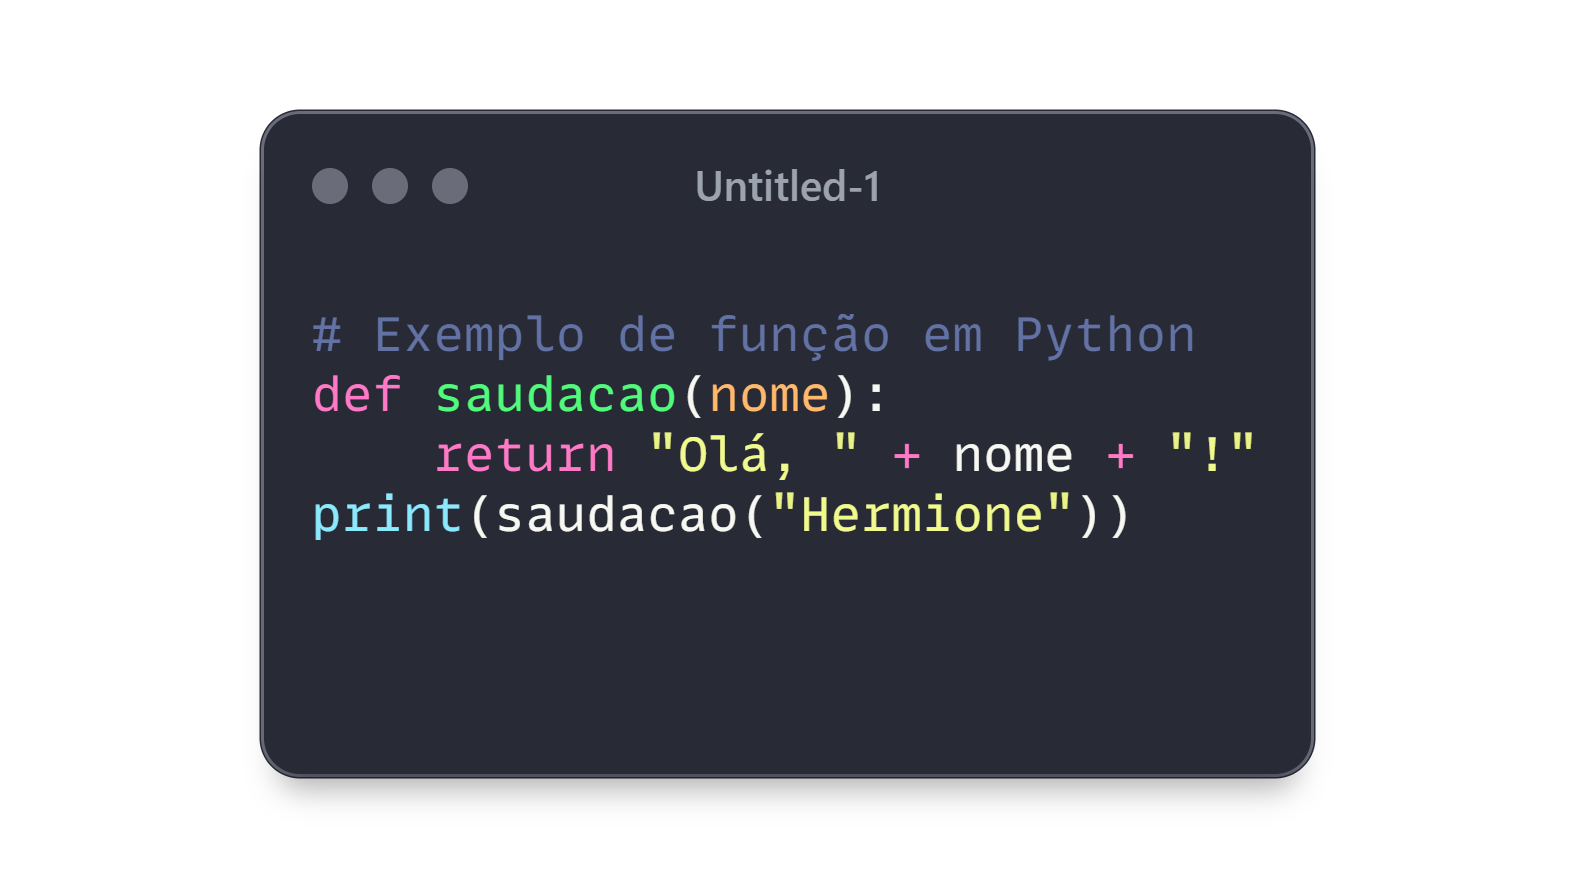 Untitled-1
# Exemplo de função em Python
def saudacao(nome):
    return "Olá, " + nome + "!"
print(saudacao("Hermione"))